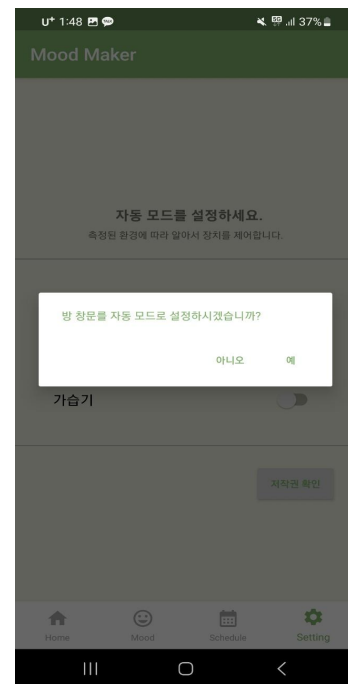 U+ 1:48
5G 37%
Mood Maker
자동 모드를 설정하세요.
측정된 환경에 따라 알아서 장치를 제어합니다.
방 창문를 자동 모드로 설정하시겠습니까?
아니오 예
가습기
저작권 확인
Home Mood Schedule Setting